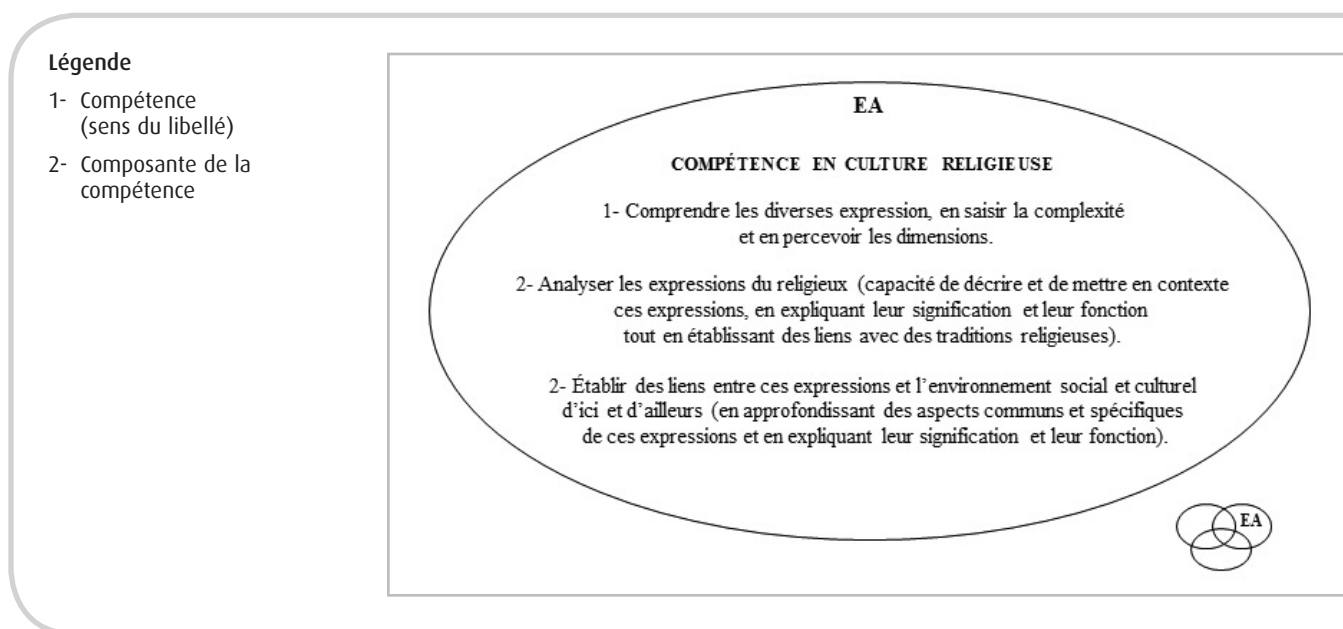 Légende
1- Compétence
(sens du libellé)
2- Composante de la
compétence
EA
COMPÉTENCE EN CULTURE RELIGIEUSE
1- Comprendre les diverses expression, en saisir la complexité
et en percevoir les dimensions.
2- Analyser les expressions du religieux (capacité de décrire et de mettre en contexte
ces expressions, en expliquant leur signification et leur fonction
tout en établissant des liens avec des traditions religieuses).
2- Établir des liens entre ces expressions et l’environnement social et culturel
d’ici et d’ailleurs (en approfondissant des aspects communs et spécifiques
de ces expressions et en expliquant leur signification et leur fonction).
EA